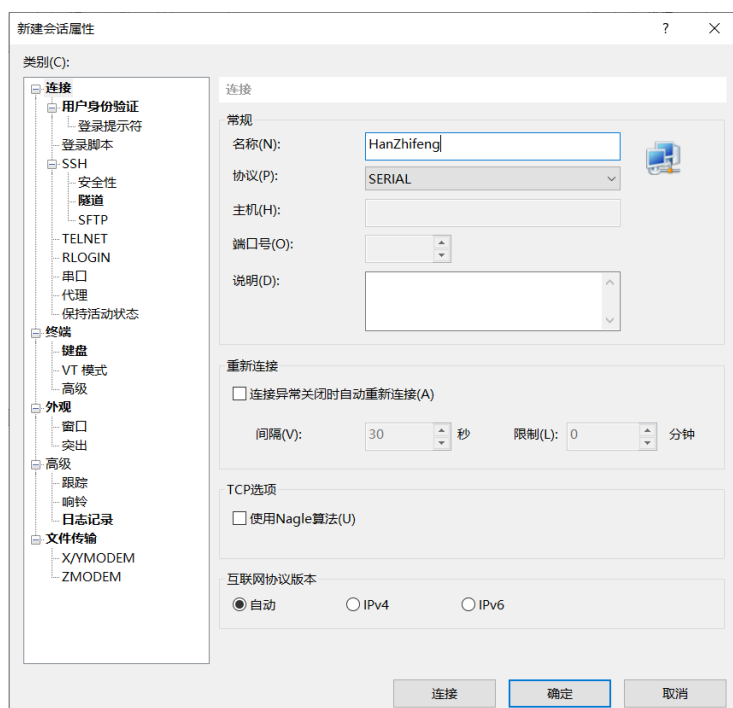 新建会话属性
类别(C):
连接
用户身份验证
登录提示符
登录脚本
SSH
安全性
隧道
SFTP
TELNET
RLOGIN
串口
代理
保持活动状态
终端
键盘
VT 模式
高级
外观
窗口
突出
高级
跟踪
响铃
日志记录
文件传输
X/YMODEM
ZMODEM
连接
常规
名称(N): HanZhifeng
协议(P): SERIAL
主机(H):
端口号(O):
说明(D):
重新连接
连接异常关闭时自动重新连接(A)
间隔(V): 30 秒 限制(L): 0 分钟
TCP选项
使用Nagle算法(U)
互联网协议版本
自动 IPv4 IPv6
连接 确定 取消